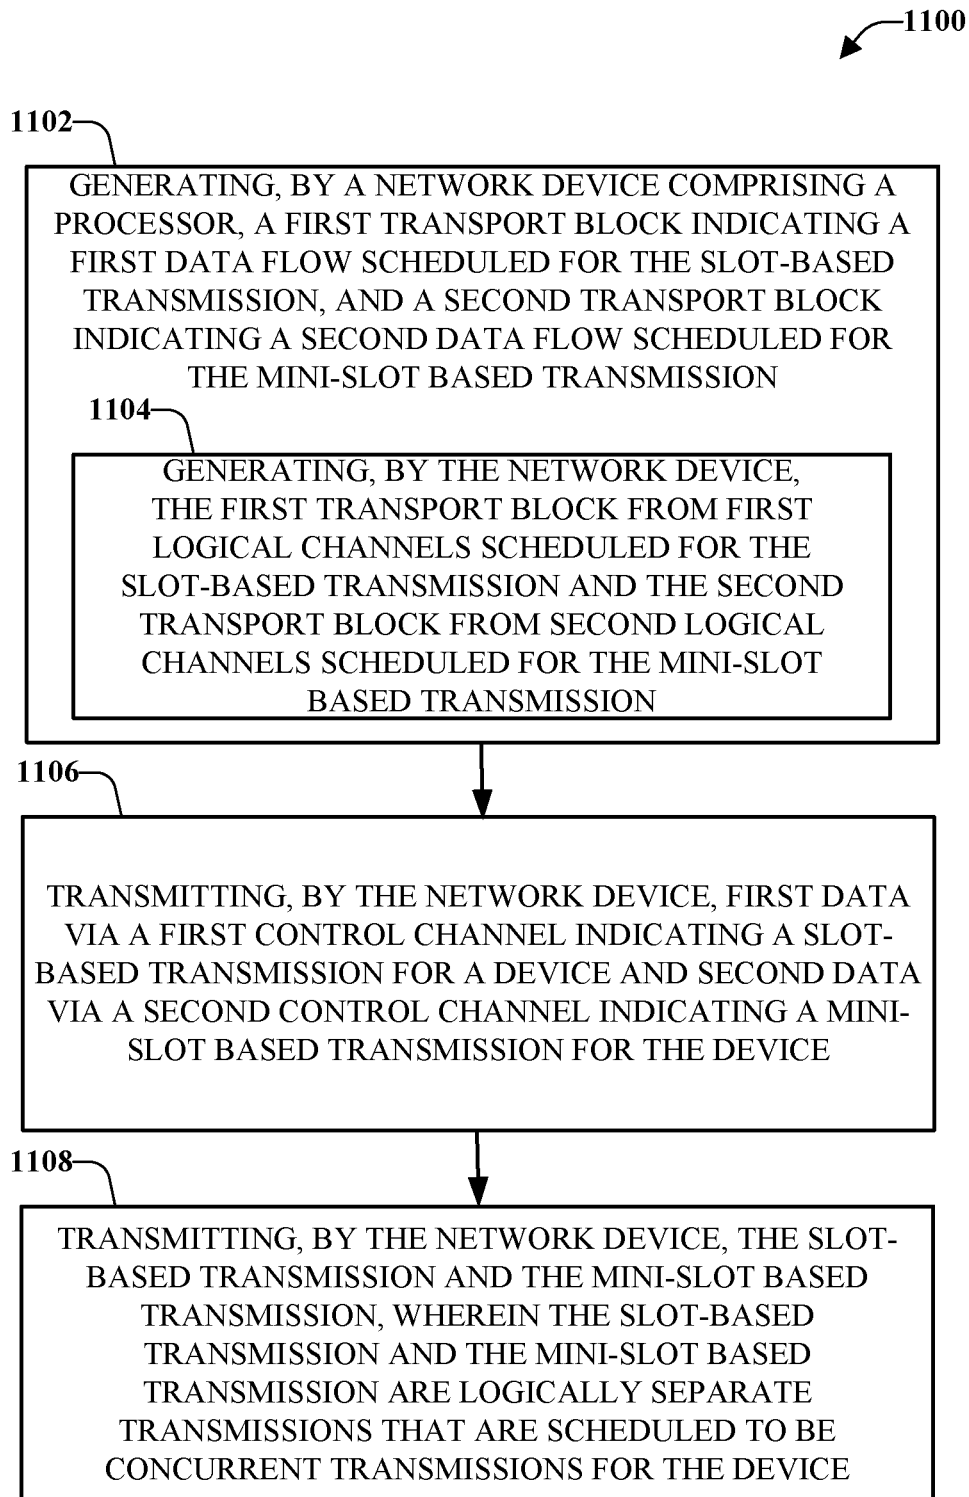 1100
1102
GENERATING, BY A NETWORK DEVICE COMPRISING A
PROCESSOR, A FIRST TRANSPORT BLOCK INDICATING A
FIRST DATA FLOW SCHEDULED FOR THE SLOT-BASED
TRANSMISSION, AND A SECOND TRANSPORT BLOCK
INDICATING A SECOND DATA FLOW SCHEDULED FOR
THE MINI-SLOT BASED TRANSMISSION
1104
GENERATING, BY THE NETWORK DEVICE,
THE FIRST TRANSPORT BLOCK FROM FIRST
LOGICAL CHANNELS SCHEDULED FOR THE
SLOT-BASED TRANSMISSION AND THE SECOND
TRANSPORT BLOCK FROM SECOND LOGICAL
CHANNELS SCHEDULED FOR THE MINI-SLOT
BASED TRANSMISSION
1106
TRANSMITTING, BY THE NETWORK DEVICE, FIRST DATA
VIA A FIRST CONTROL CHANNEL INDICATING A SLOT-
BASED TRANSMISSION FOR A DEVICE AND SECOND DATA
VIA A SECOND CONTROL CHANNEL INDICATING A MINI-
SLOT BASED TRANSMISSION FOR THE DEVICE
1108
TRANSMITTING, BY THE NETWORK DEVICE, THE SLOT-
BASED TRANSMISSION AND THE MINI-SLOT BASED
TRANSMISSION, WHEREIN THE SLOT-BASED
TRANSMISSION AND THE MINI-SLOT BASED
TRANSMISSION ARE LOGICALLY SEPARATE
TRANSMISSIONS THAT ARE SCHEDULED TO BE
CONCURRENT TRANSMISSIONS FOR THE DEVICE